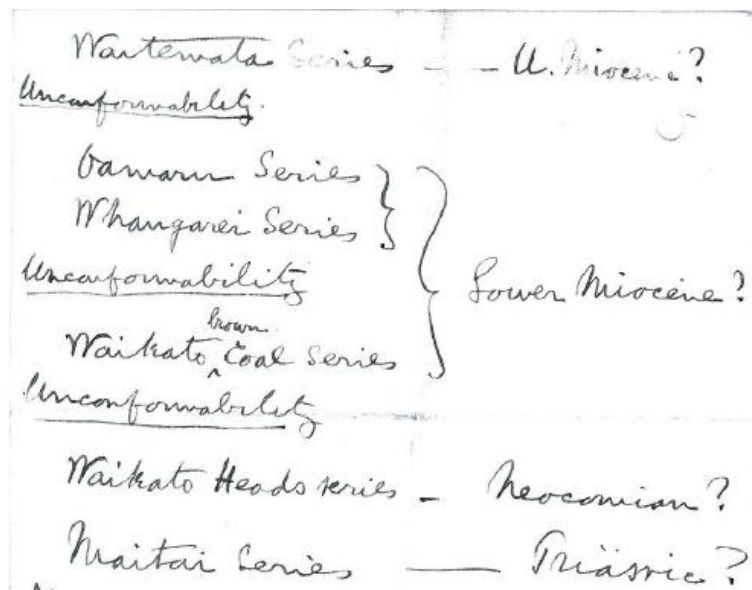 Waitemata Series — — U. Miocene?
Unconformability.
Oamaru Series
Whangarei Series
Unconformability
Lower Miocene?
Waikato brown Coal Series
Unconformability
Waikato Heads series – Neocomian?
Maitai Series — Triassic?